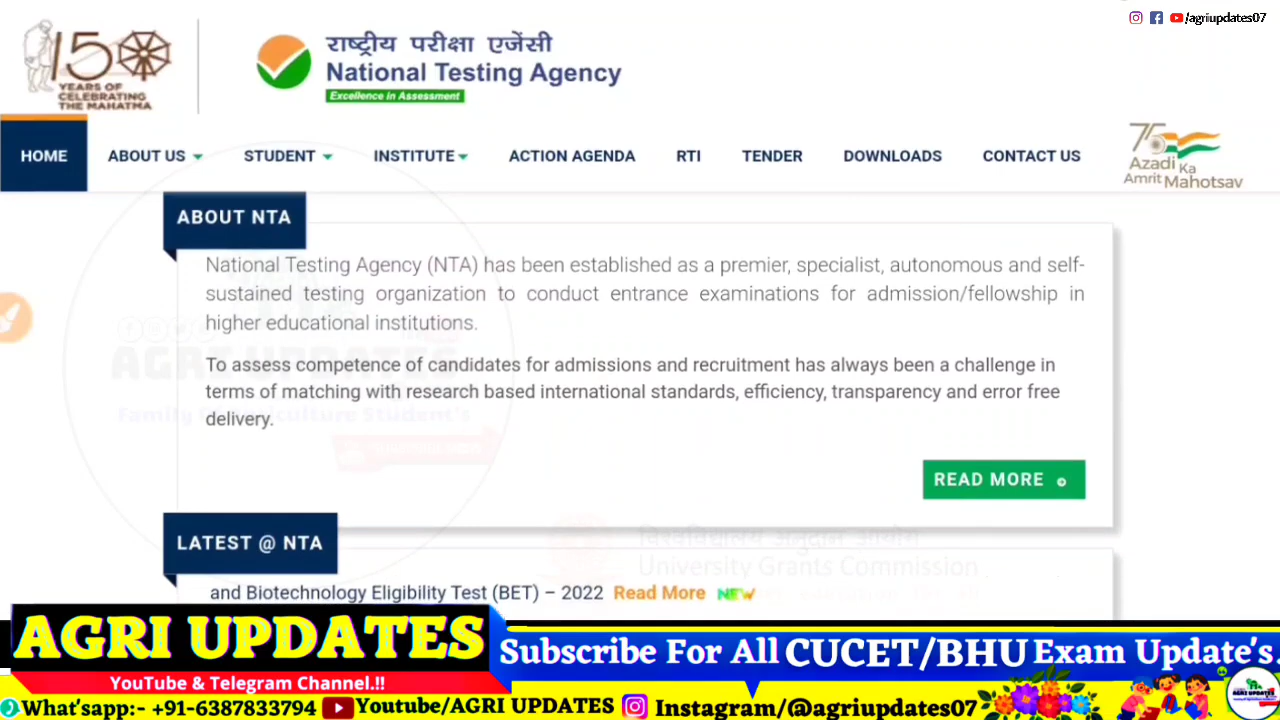 /agriupdates07
150
YEARS OF
CELEBRATING
THE MAHATMA
राष्ट्रीय परीक्षा एजेंसी
National Testing Agency
Excellence in Assessment
HOME
ABOUT US
STUDENT
INSTITUTE
ACTION AGENDA
RTI
TENDER
DOWNLOADS
CONTACT US
75
Azadi Ka
Amrit Mahotsav
ABOUT NTA
National Testing Agency (NTA) has been established as a premier, specialist, autonomous and self-
sustained testing organization to conduct entrance examinations for admission/fellowship in
higher educational institutions.
AGRI UPDATES
To assess competence of candidates for admissions and recruitment has always been a challenge in
terms of matching with research based international standards, efficiency, transparency and error free
delivery.
READ MORE
LATEST @ NTA
विश्वविद्यालय अनुदान आयोग
University Grants Commission
and Biotechnology Eligibility Test (BET) – 2022 Read More NEW
AGRI UPDATES
YouTube & Telegram Channel.!!
Subscribe For All CUCET/BHU Exam Update's.
What'sapp:- +91-6387833794
Youtube/AGRI UPDATES
Instagram/@agriupdates07